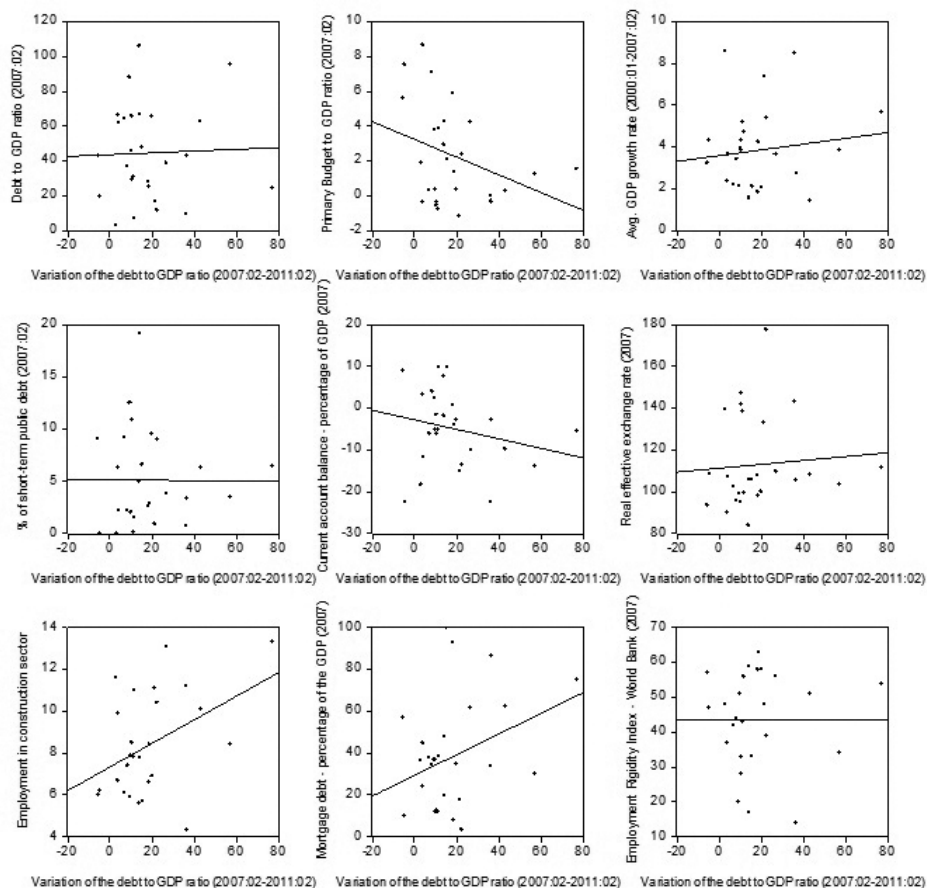 Debt to GDP ratio (2007:02)
120
100
80
60
40
20
0
-20 0 20 40 60 80
Variation of the debt to GDP ratio (2007:02-2011:02)
Primary Budget to GDP ratio (2007:02)
10
8
6
4
2
0
-2
-20 0 20 40 60 80
Variation of the debt to GDP ratio (2007:02-2011:02)
Avg. GDP growth rate (2000:01-2007:02)
10
8
6
4
2
0
-20 0 20 40 60 80
Variation of the debt to GDP ratio (2007:02-2011:02)
% of short-term public debt (2007:02)
20
15
10
5
0
-20 0 20 40 60 80
Variation of the debt to GDP ratio (2007:02-2011:02)
Current account balance - percentage of GDP (2007)
20
10
0
-10
-20
-30
-20 0 20 40 60 80
Variation of the debt to GDP ratio (2007:02-2011:02)
Real effective exchange rate (2007)
180
160
140
120
100
80
-20 0 20 40 60 80
Variation of the debt to GDP ratio (2007:02-2011:02)
Employment in construction sector
14
12
10
8
6
4
-20 0 20 40 60 80
Variation of the debt to GDP ratio (2007:02-2011:02)
Mortgage debt - percentage of the GDP (2007)
100
80
60
40
20
0
-20 0 20 40 60 80
Variation of the debt to GDP ratio (2007:02-2011:02)
Employment Rigidity Index - World Bank (2007)
70
60
50
40
30
20
10
-20 0 20 40 60 80
Variation of the debt to GDP ratio (2007:02-2011:02)